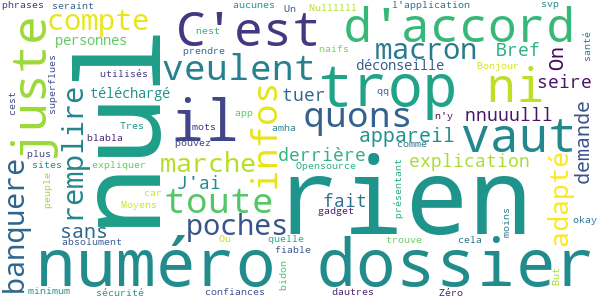 phrases seraint aucunes Un Nullllll l'application svp
compte C'est d'accord
personnes nest prendre naifs macron Bref On santé
juste cest superflues nul utilisés veulent déconseille Bonjour
téléchargé tuer qq trop ni seire
remplire Tres il infos app quons n'y nnuuulll
blabla mots amha appareil comme vaut
plus sites expliquer pouvez marche derrière explication adapté demande
banquere peuple J'ai Opensource
Moyens car toute fait présentant rien okay
sans poches gadget moins
absolument Ou quelle trouve cela But
numéro fiable dossier
minimum sécurité confiances bidon dautres Zéro